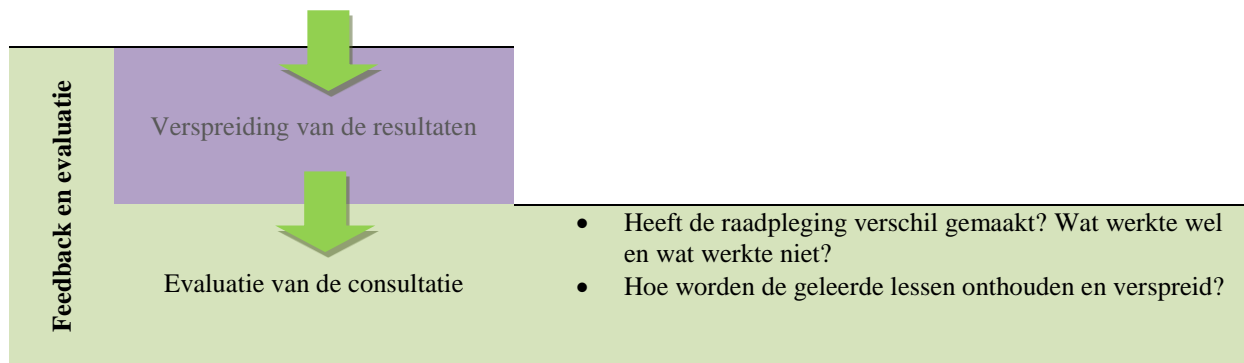 Feedback en evaluatie
Verspreiding van de resultaten
Evaluatie van de consultatie
• Heeft de raadpleging verschil gemaakt? Wat werkte wel
en wat werkte niet?
• Hoe worden de geleerde lessen onthouden en verspreid?